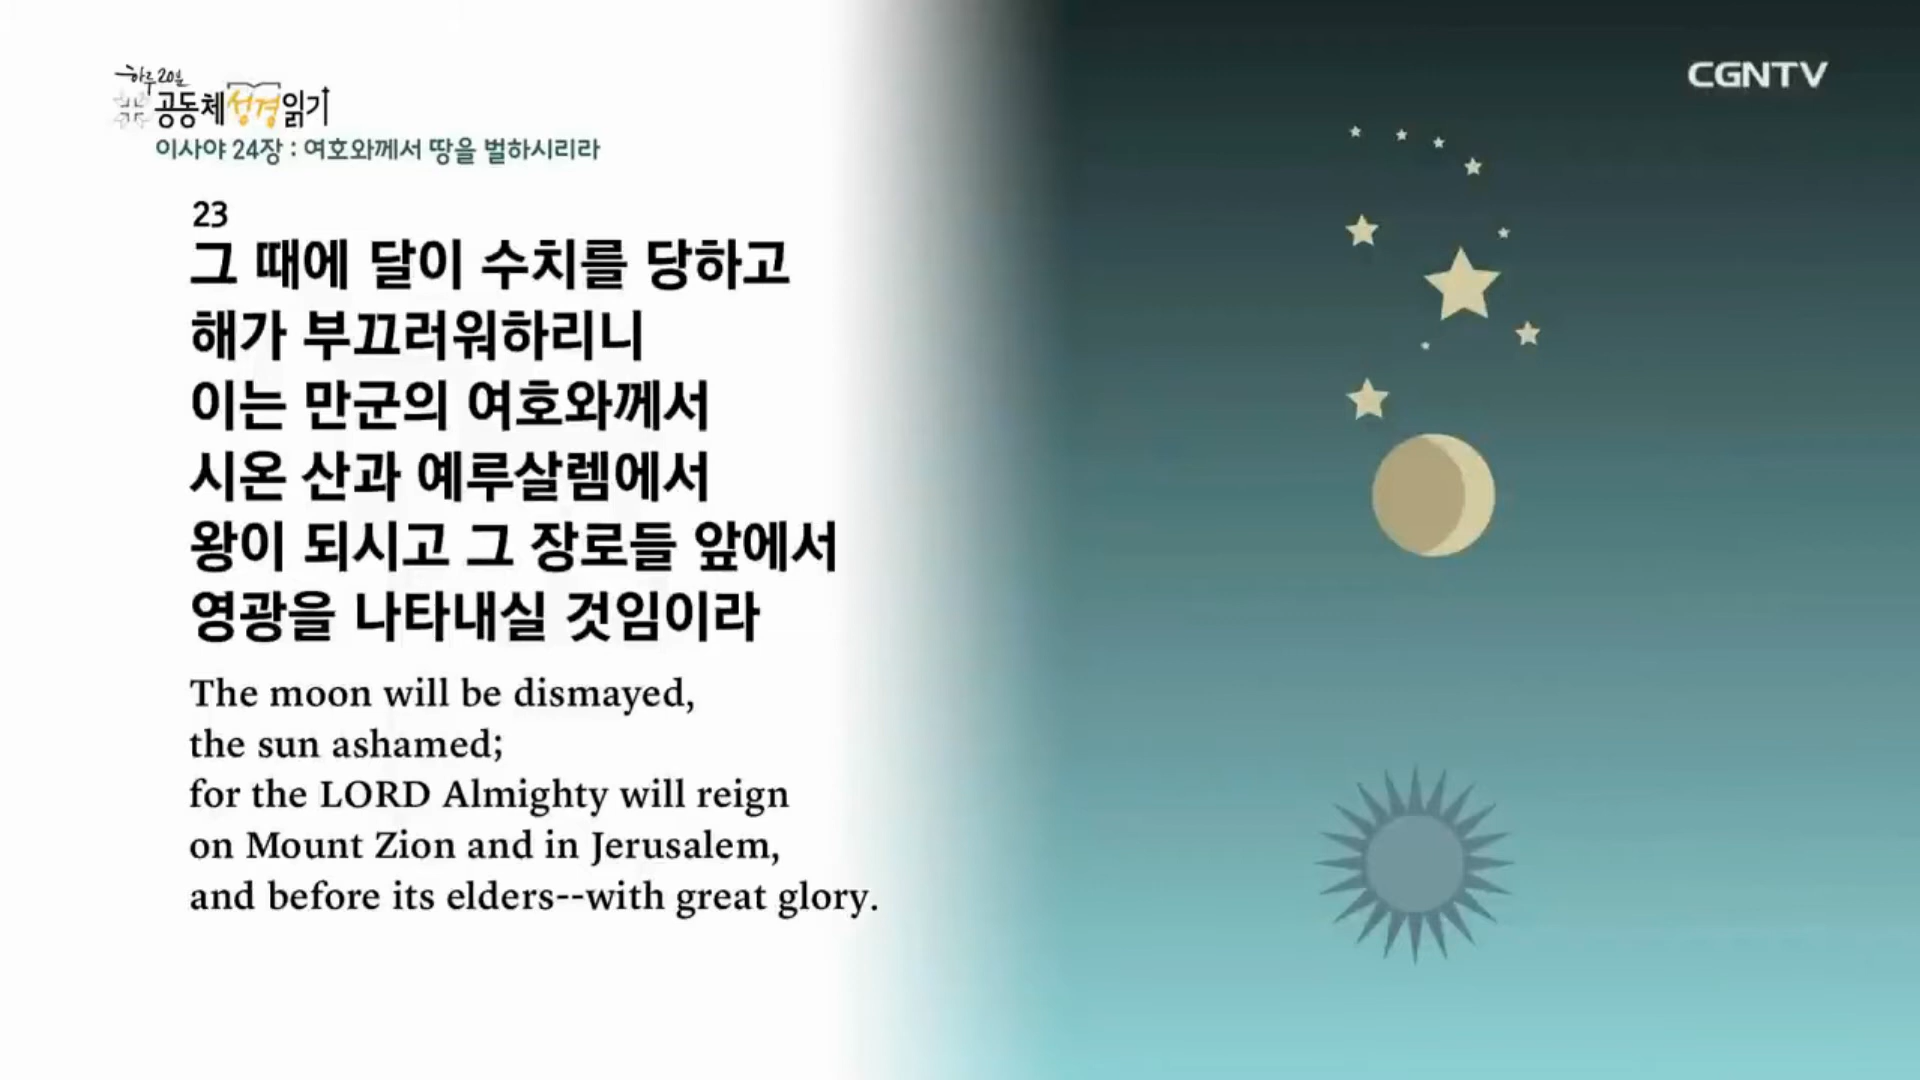 하루 20분
공동체성경읽기
이사야 24장 : 여호와께서 땅을 벌하시리라
CGNTV
23
그 때에 달이 수치를 당하고
해가 부끄러워하리니
이는 만군의 여호와께서
시온 산과 예루살렘에서
왕이 되시고 그 장로들 앞에서
영광을 나타내실 것임이라
The moon will be dismayed,
the sun ashamed;
for the LORD Almighty will reign
on Mount Zion and in Jerusalem,
and before its elders--with great glory.